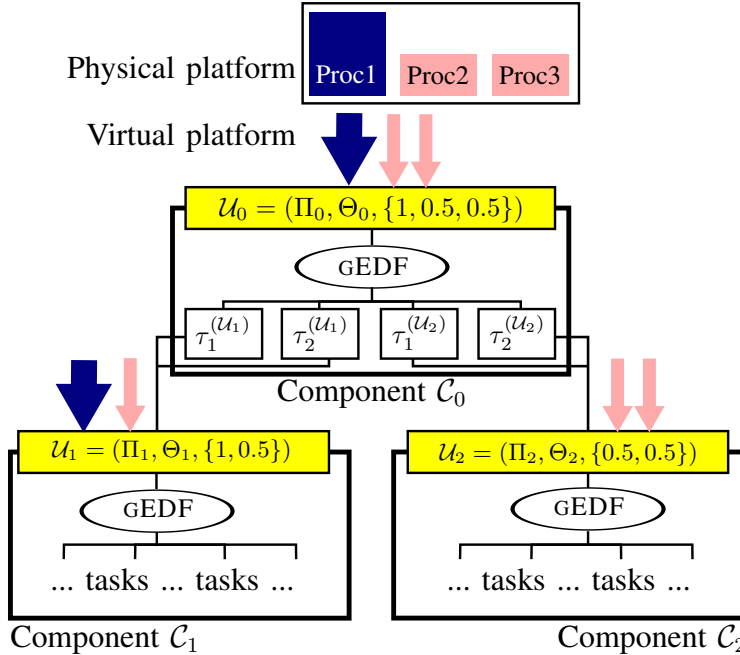 Physical platform
Proc1 Proc2 Proc3
Virtual platform
𝒰₀ = (Π₀, Θ₀, {1, 0.5, 0.5})
GEDF
τ₁^(𝒰₁) τ₂^(𝒰₁) τ₁^(𝒰₂) τ₂^(𝒰₂)
Component 𝒞₀
𝒰₁ = (Π₁, Θ₁, {1, 0.5}) 𝒰₂ = (Π₂, Θ₂, {0.5, 0.5})
GEDF GEDF
... tasks ... tasks ... ... tasks ... tasks ...
Component 𝒞₁ Component 𝒞₂